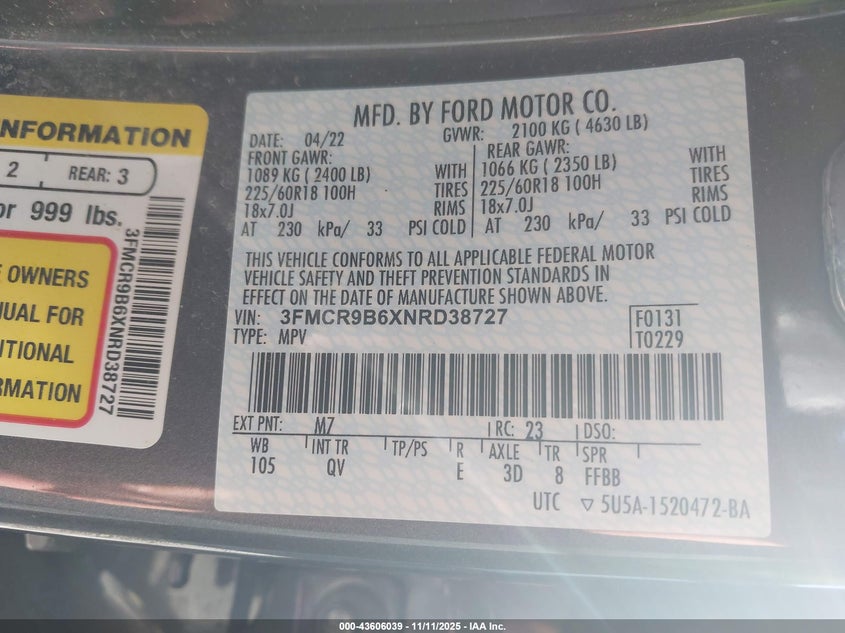 INFORMATION
2 REAR: 3
or 999 lbs.
OWNERS
UAL FOR
ITIONAL
RMATION
3FMCR9B6XNRD38727
MFD. BY FORD MOTOR CO.
DATE: 04/22 GVWR: 2100 KG ( 4630 LB)
FRONT GAWR: REAR GAWR:
1089 KG ( 2400 LB) WITH 1066 KG ( 2350 LB) WITH
225/60R18 100H TIRES 225/60R18 100H TIRES
18x7.0J RIMS 18x7.0J RIMS
AT 230 kPa/ 33 PSI COLD AT 230 kPa/ 33 PSI COLD
THIS VEHICLE CONFORMS TO ALL APPLICABLE FEDERAL MOTOR
VEHICLE SAFETY AND THEFT PREVENTION STANDARDS IN
EFFECT ON THE DATE OF MANUFACTURE SHOWN ABOVE.
VIN: 3FMCR9B6XNRD38727 F0131
TYPE: MPV T0229
EXT PNT: M7 RC: 23 DSO:
WB INT TR TP/PS R AXLE TR SPR
105 QV E 3D 8 FFBB
UTC ▽ 5U5A-1520472-BA
000-43606039 - 11/11/2025 - IAA Inc.